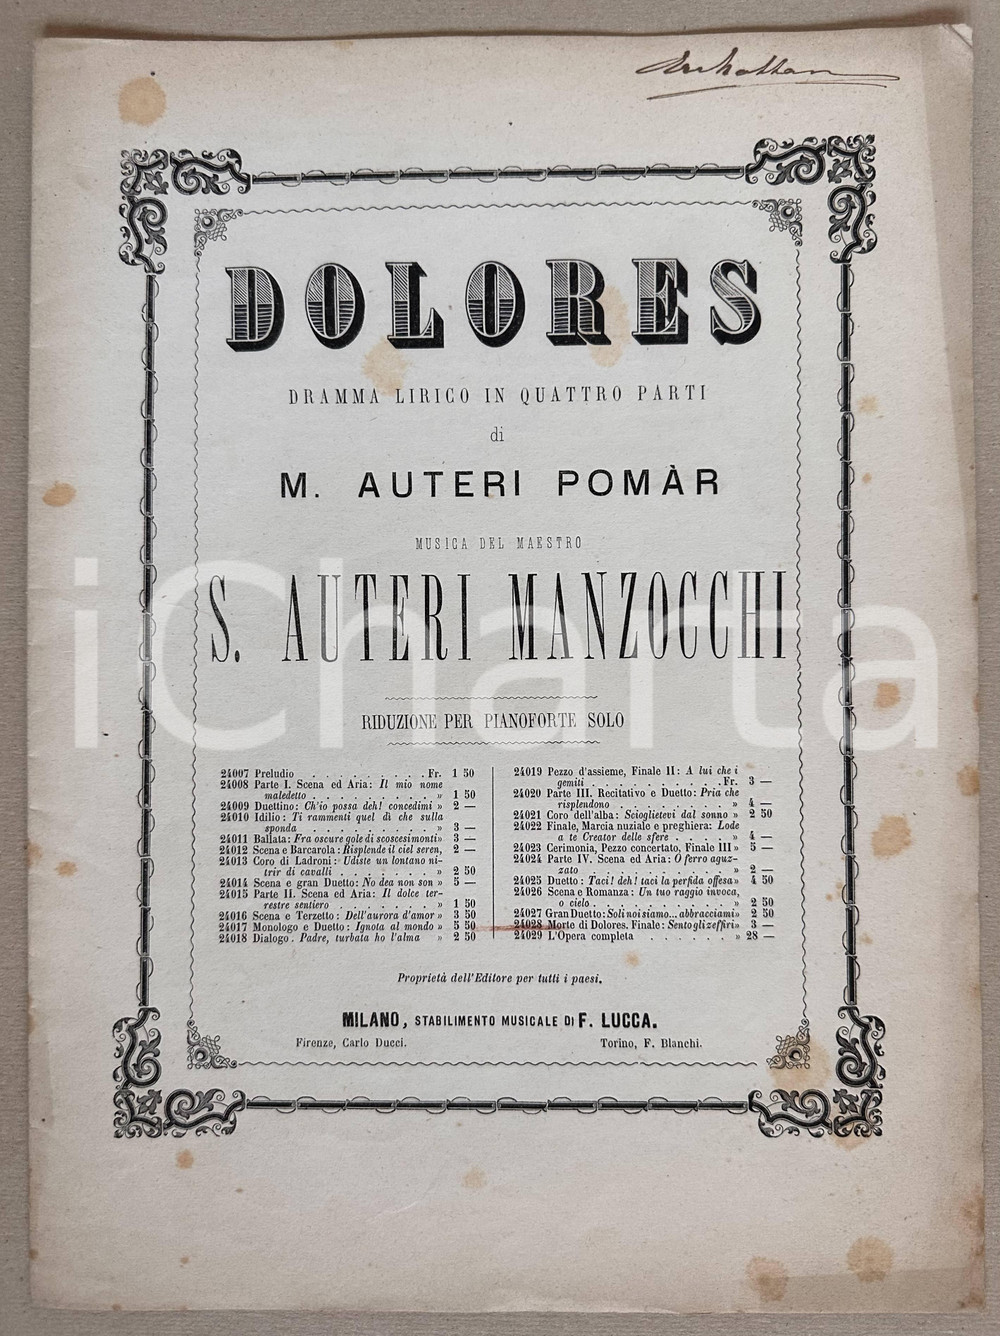 DOLORES
DRAMMA LIRICO IN QUATTRO PARTI
di
M. AUTERI POMÀR
MUSICA DEL MAESTRO
S. AUTERI MANZOCCHI
iCharta
RIDUZIONE PER PIANOFORTE SOLO
24007 Preludio . . . . . . . . Fr. 1 50
24008 Parte I. Scena ed Aria: Il mio nome
maledetto . . . . . . . . . » 1 50
24009 Duettino: Ch'io possa deh! concedimi » 2 —
24010 Idilio: Ti rammenti quel dì che sulla
sponda . . . . . . . . . » 3 —
24011 Ballata: Fra oscure gole di scoscesi monti » 3 —
24012 Scena e Barcarola: Risplende il ciel seren, 2 —
24013 Coro di Ladroni: Udiste un lontano ni-
trir di cavalli . . . . . . . » 2 50
24014 Scena e gran Duetto: No dea non son » 5 —
24015 Parte II. Scena ed Aria: Il dolce ter-
restre sentiero . . . . . . . » 1 50
24016 Scena e Terzetto: Dell'aurora d'amor » 3 50
24017 Monologo e Duetto: Ignota al mondo » 5 50
24018 Dialogo. Padre, turbata ho l'alma » 2 50
24019 Pezzo d'assieme, Finale II: A lui che i
gemiti . . . . . . . . . Fr. 3 —
24020 Parte III. Recitativo e Duetto: Pria che
risplendono . . . . . . . . » 4 —
24021 Coro dell'alba: Scioglietevi dal sonno » 2 50
24022 Finale, Marcia nuziale e preghiera: Lode
a te Creator delle sfere . . . . » 4 —
24023 Cerimonia, Pezzo concertato, Finale III » 5 —
24024 Parte IV. Scena ed Aria: O ferro aguz-
zato . . . . . . . . . . » 2 —
24025 Duetto: Taci! deh! taci la perfida offesa » 4 50
24026 Scena e Romanza: Un tuo raggio invoca,
o cielo . . . . . . . . . » 2 50
24027 Gran Duetto: Soli noi siamo... abbracciami » 2 50
24028 Morte di Dolores. Finale: Sento gli zeffiri » 3 —
24029 L'Opera completa . . . . . . » 28 —
Proprietà dell'Editore per tutti i paesi.
MILANO, STABILIMENTO MUSICALE DI F. LUCCA.
Firenze, Carlo Ducci. Torino, F. Blanchi.